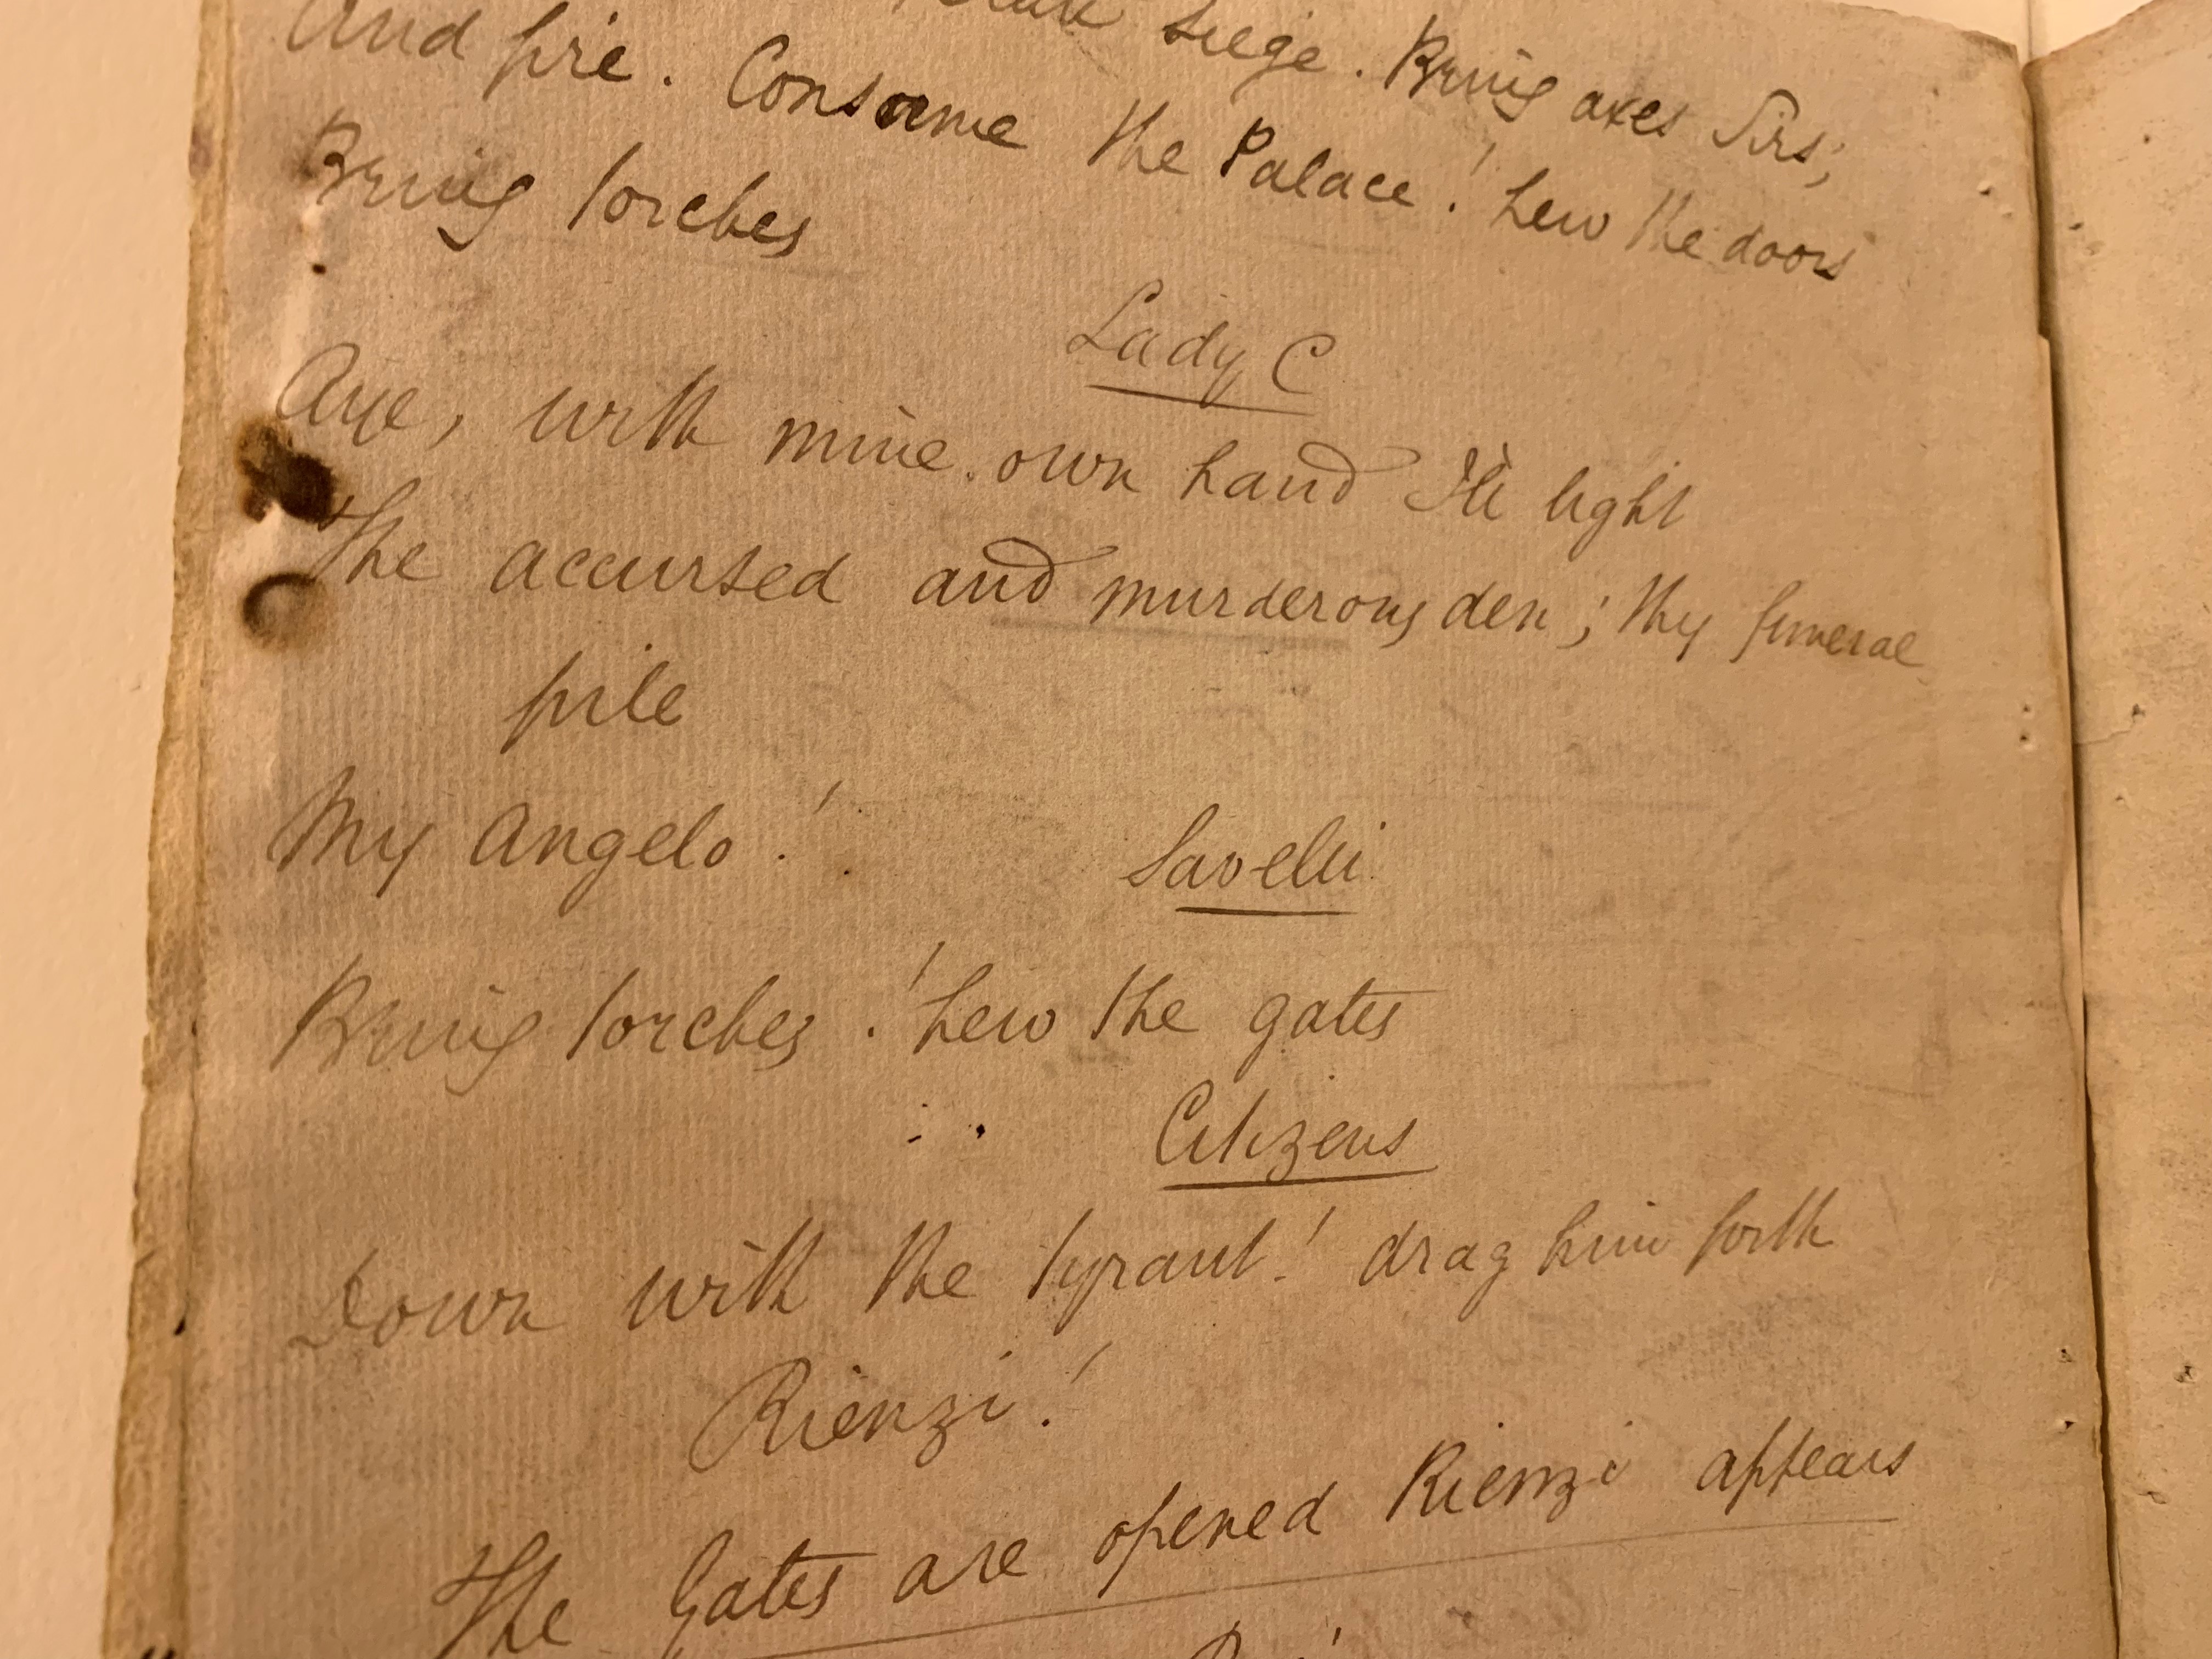 siege. Bring axes Sirs;
And fire. Consume the Palace! hew the doors
Bring torches
Lady C
Aye, with mine own hand I'll light
The accursed and murderous den; thy funeral
pile
My Angelo!
Savelli
Bring torches! hew the gates
Citizens
Down with the tyrant! drag him forth
Rienzi!
The Gates are opened Rienzi appears